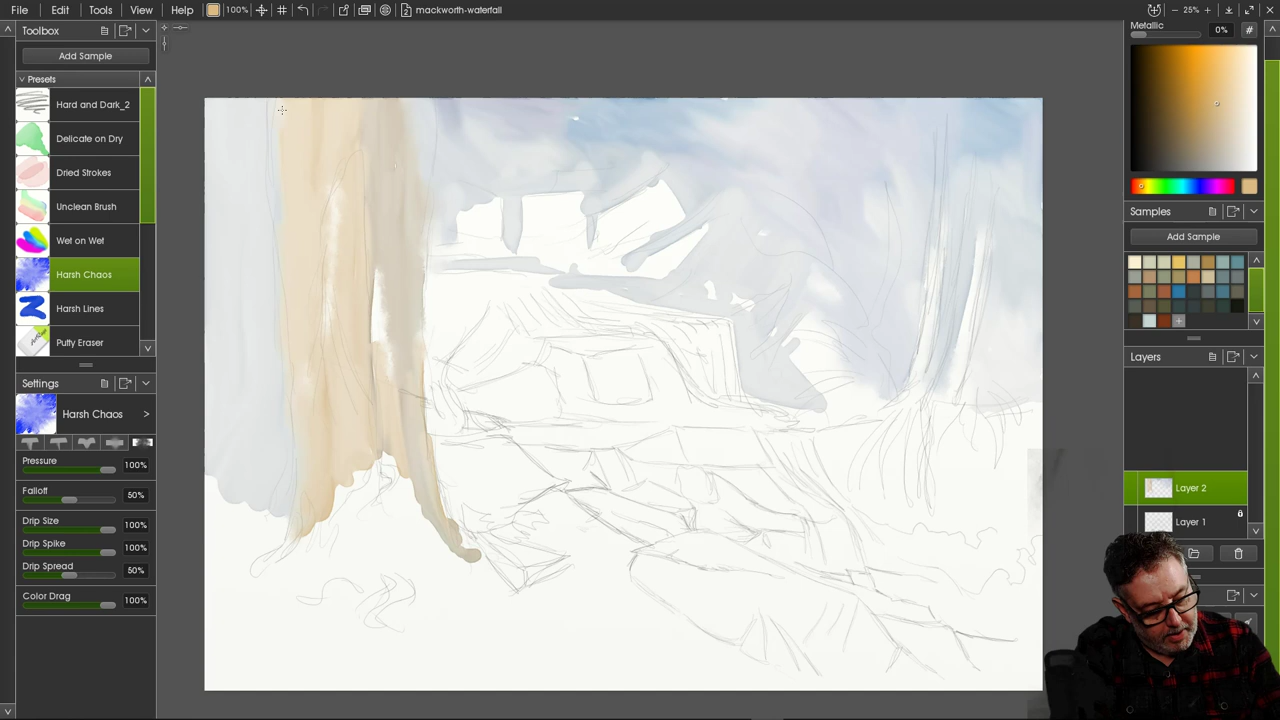 File Edit Tools View Help 100% mackworth-waterfall 25%
Toolbox
Add Sample
Presets
Hard and Dark_2
Delicate on Dry
Dried Strokes
Unclean Brush
Wet on Wet
Harsh Chaos
Harsh Lines
Putty Eraser
Settings
Harsh Chaos >
Pressure 100%
Falloff 50%
Drip Size 100%
Drip Spike 100%
Drip Spread 50%
Color Drag 100%
Metallic 0% #
Samples
Add Sample
Layers
Layer 2
Layer 1